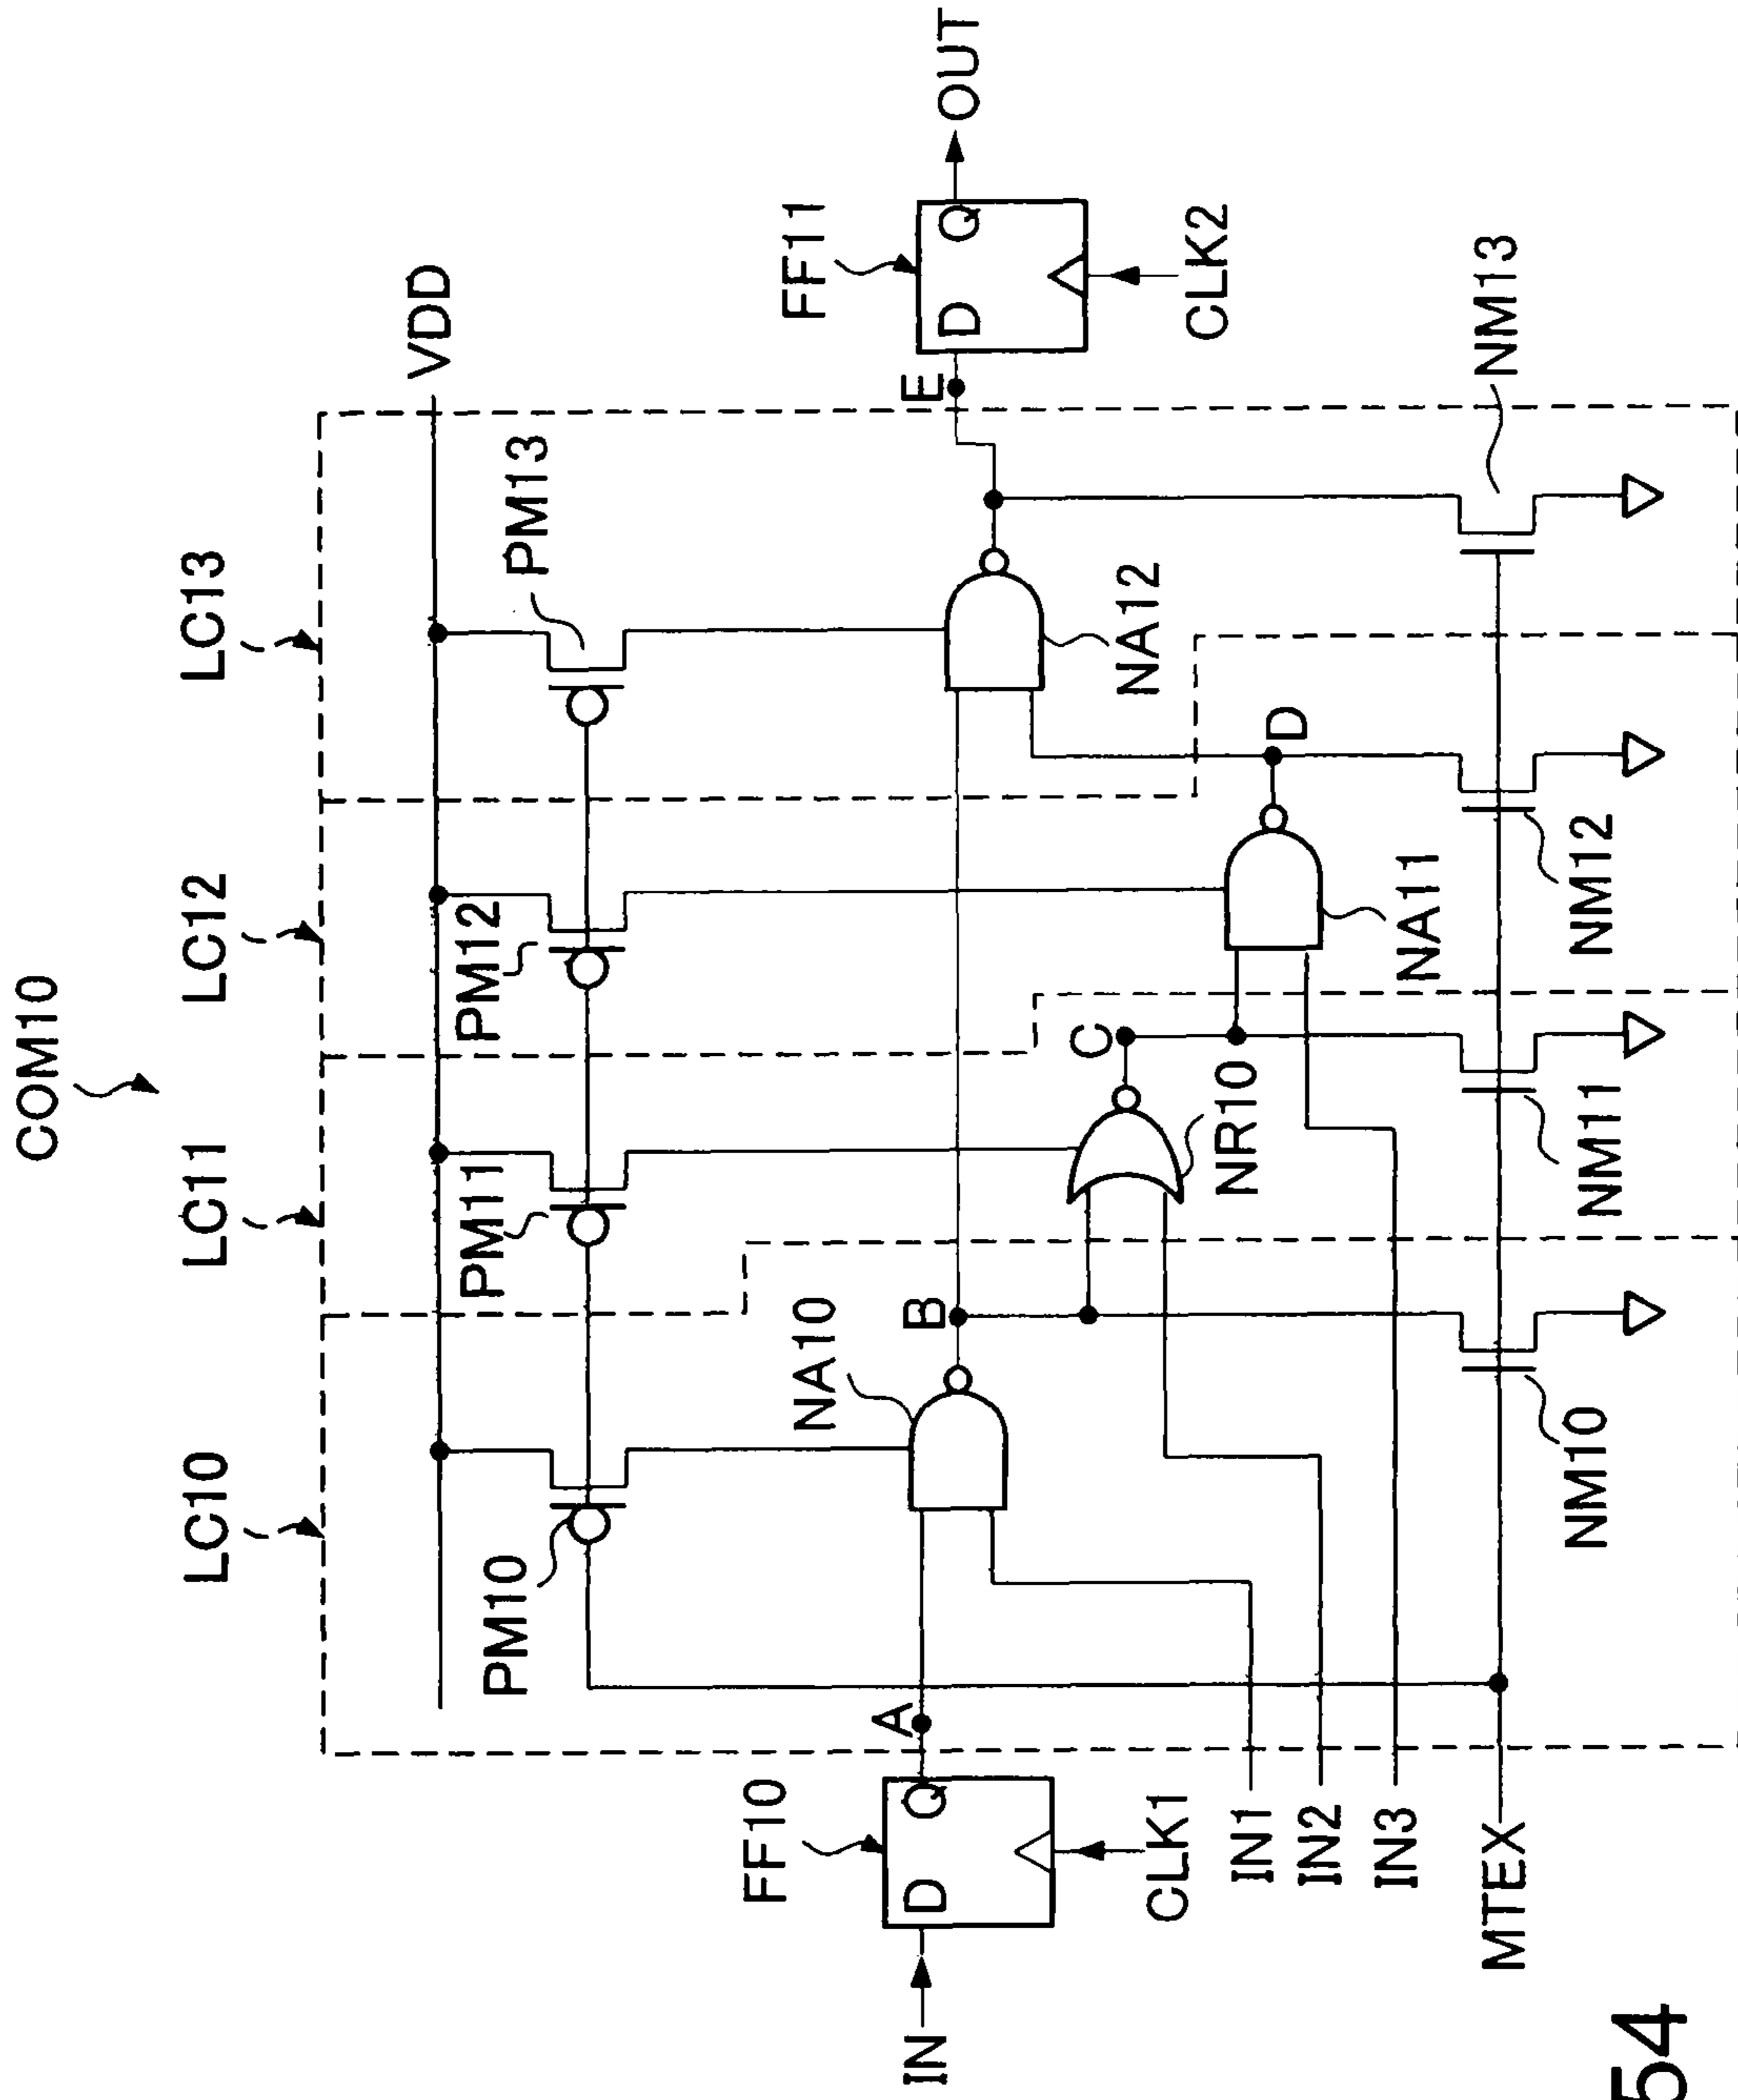 COM10
LC10
LC11
LC12
LC13
VDD
PM10
PM11
PM12
PM13
FF10
IN
D
Q
CLK1
A
NA10
B
C
NR10
D
NA11
NA12
E
FF11
D
Q
OUT
CLK2
IN1
IN2
IN3
MTEX
NM10
NM11
NM12
NM13
54